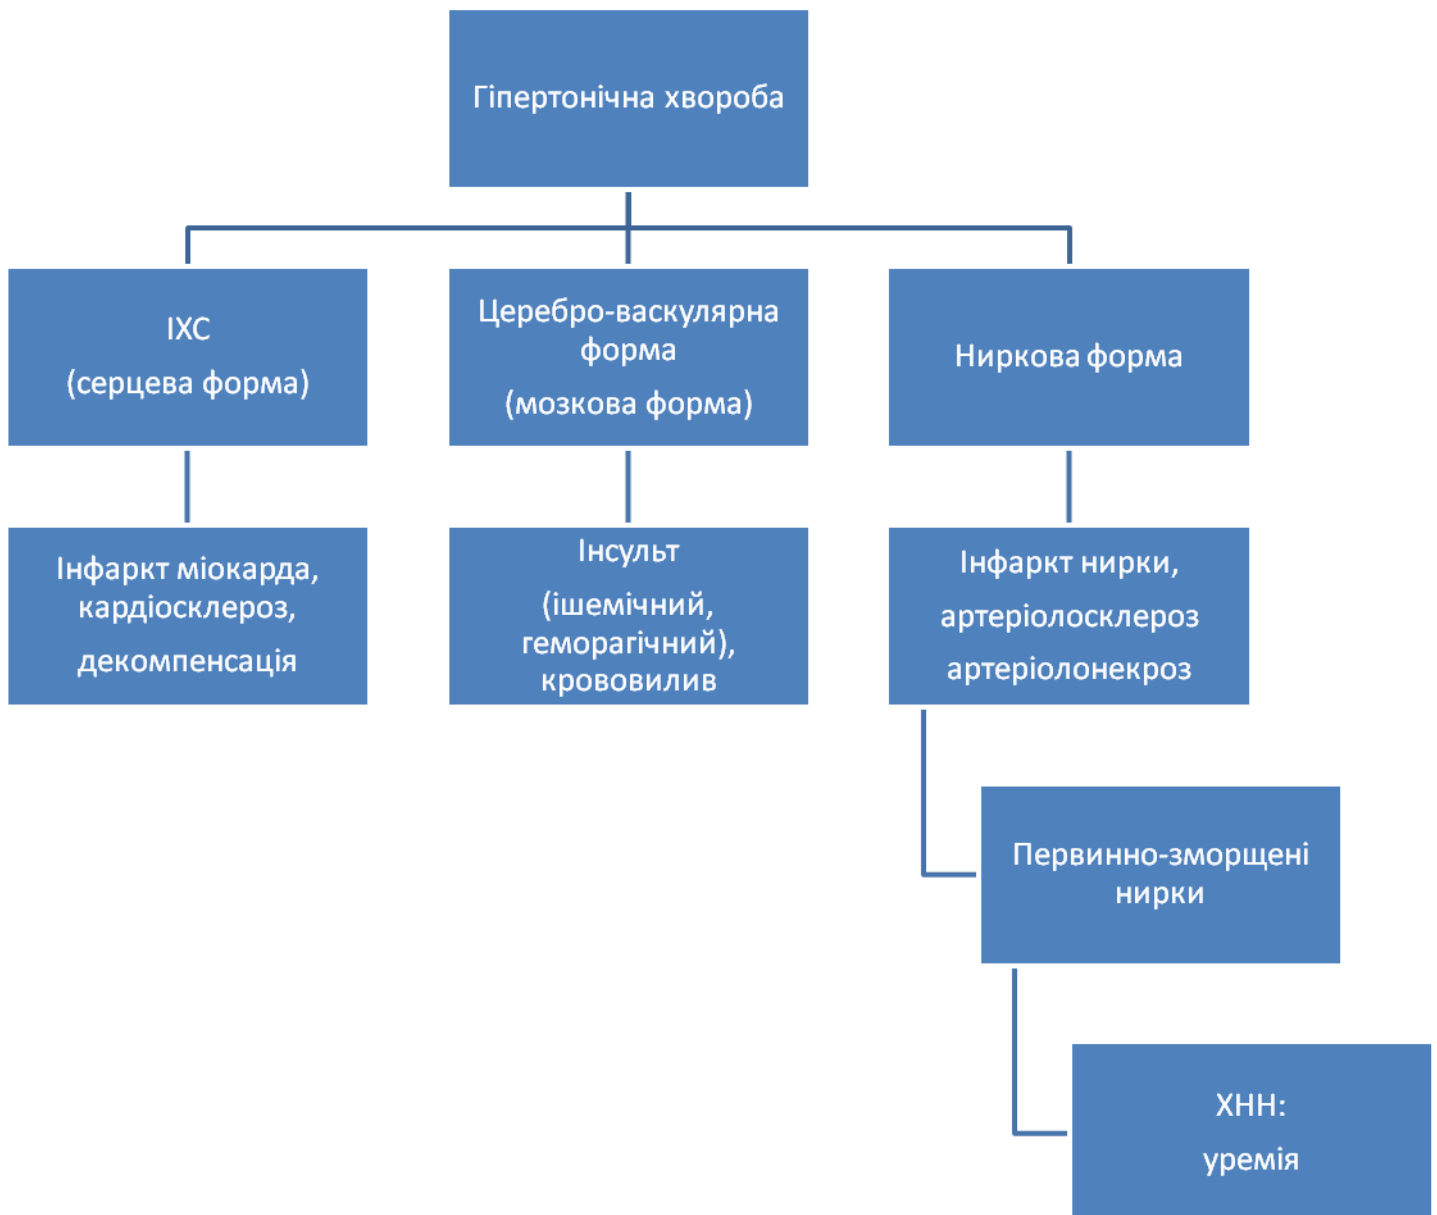 Гіпертонічна хвороба
ІХС
(серцева форма)
Церебро-васкулярна
форма
(мозкова форма)
Ниркова форма
Інфаркт міокарда,
кардіосклероз,
декомпенсація
Інсульт
(ішемічний,
геморагічний),
крововилив
Інфаркт нирки,
артеріолосклероз
артеріолонекроз
Первинно-зморщені
нирки
ХНН:
уремія